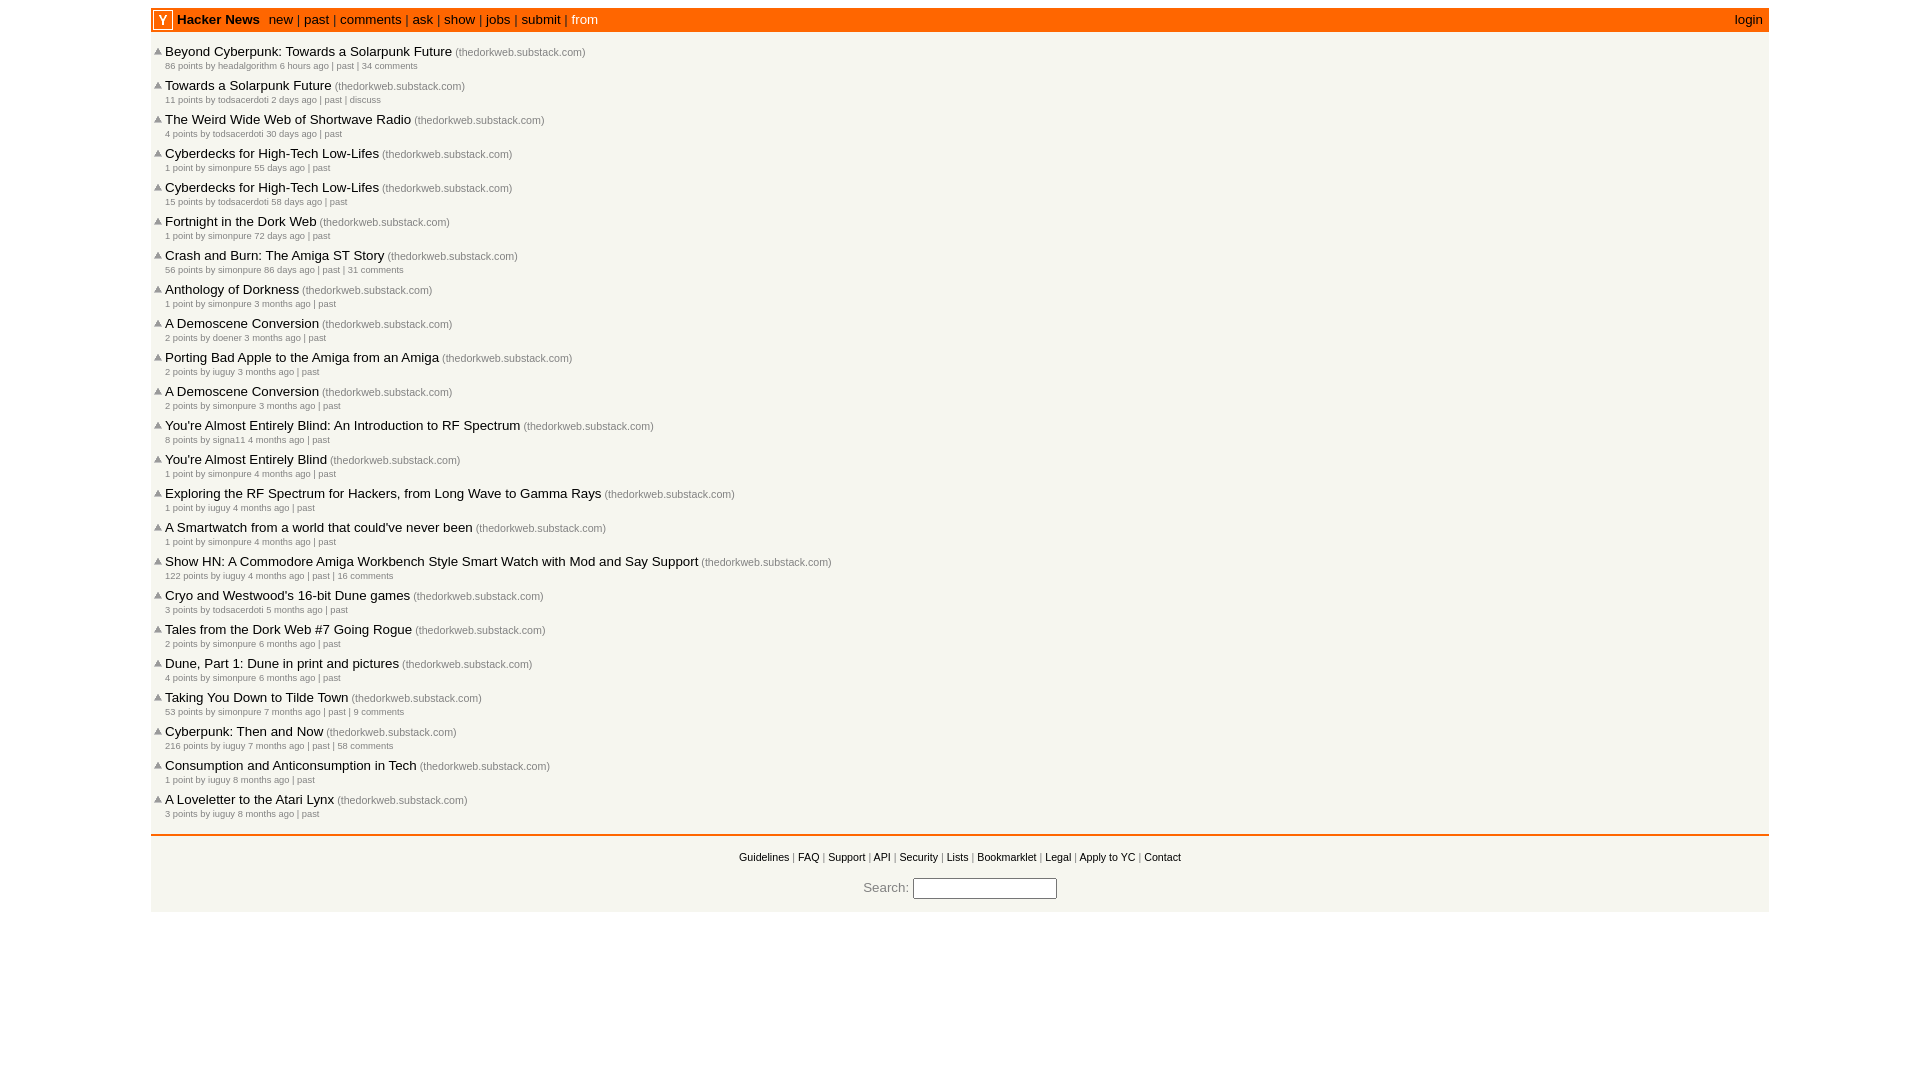 Y Hacker News new | past | comments | ask | show | jobs | submit | from login
Beyond Cyberpunk: Towards a Solarpunk Future (thedorkweb.substack.com)
86 points by headalgorithm 6 hours ago | past | 34 comments
Towards a Solarpunk Future (thedorkweb.substack.com)
11 points by todsacerdoti 2 days ago | past | discuss
The Weird Wide Web of Shortwave Radio (thedorkweb.substack.com)
4 points by todsacerdoti 30 days ago | past
Cyberdecks for High-Tech Low-Lifes (thedorkweb.substack.com)
1 point by simonpure 55 days ago | past
Cyberdecks for High-Tech Low-Lifes (thedorkweb.substack.com)
15 points by todsacerdoti 58 days ago | past
Fortnight in the Dork Web (thedorkweb.substack.com)
1 point by simonpure 72 days ago | past
Crash and Burn: The Amiga ST Story (thedorkweb.substack.com)
56 points by simonpure 86 days ago | past | 31 comments
Anthology of Dorkness (thedorkweb.substack.com)
1 point by simonpure 3 months ago | past
A Demoscene Conversion (thedorkweb.substack.com)
2 points by doener 3 months ago | past
Porting Bad Apple to the Amiga from an Amiga (thedorkweb.substack.com)
2 points by iuguy 3 months ago | past
A Demoscene Conversion (thedorkweb.substack.com)
2 points by simonpure 3 months ago | past
You're Almost Entirely Blind: An Introduction to RF Spectrum (thedorkweb.substack.com)
8 points by signa11 4 months ago | past
You're Almost Entirely Blind (thedorkweb.substack.com)
1 point by simonpure 4 months ago | past
Exploring the RF Spectrum for Hackers, from Long Wave to Gamma Rays (thedorkweb.substack.com)
1 point by iuguy 4 months ago | past
A Smartwatch from a world that could've never been (thedorkweb.substack.com)
1 point by simonpure 4 months ago | past
Show HN: A Commodore Amiga Workbench Style Smart Watch with Mod and Say Support (thedorkweb.substack.com)
122 points by iuguy 4 months ago | past | 16 comments
Cryo and Westwood's 16-bit Dune games (thedorkweb.substack.com)
3 points by todsacerdoti 5 months ago | past
Tales from the Dork Web #7 Going Rogue (thedorkweb.substack.com)
2 points by simonpure 6 months ago | past
Dune, Part 1: Dune in print and pictures (thedorkweb.substack.com)
4 points by simonpure 6 months ago | past
Taking You Down to Tilde Town (thedorkweb.substack.com)
53 points by simonpure 7 months ago | past | 9 comments
Cyberpunk: Then and Now (thedorkweb.substack.com)
216 points by iuguy 7 months ago | past | 58 comments
Consumption and Anticonsumption in Tech (thedorkweb.substack.com)
1 point by iuguy 8 months ago | past
A Loveletter to the Atari Lynx (thedorkweb.substack.com)
3 points by iuguy 8 months ago | past
Guidelines | FAQ | Support | API | Security | Lists | Bookmarklet | Legal | Apply to YC | Contact
Search: